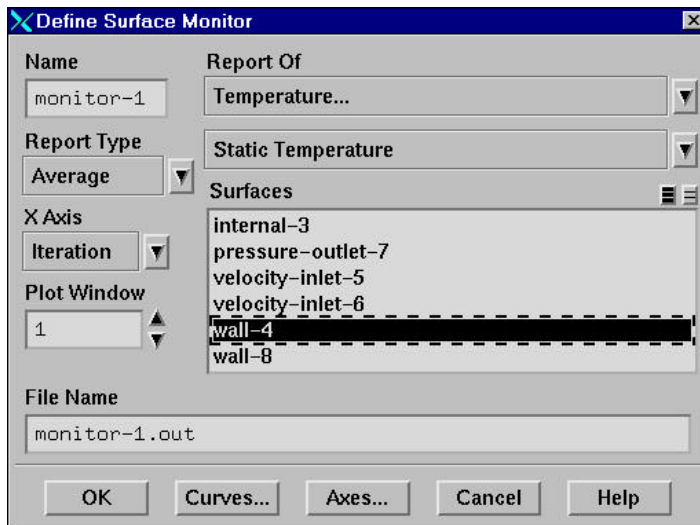 Define Surface Monitor
Name
monitor-1
Report Type
Average
X Axis
Iteration
Plot Window
1
Report Of
Temperature...
Static Temperature
Surfaces
internal-3
pressure-outlet-7
velocity-inlet-5
velocity-inlet-6
wall-4
wall-8
File Name
monitor-1.out
OK
Curves...
Axes...
Cancel
Help